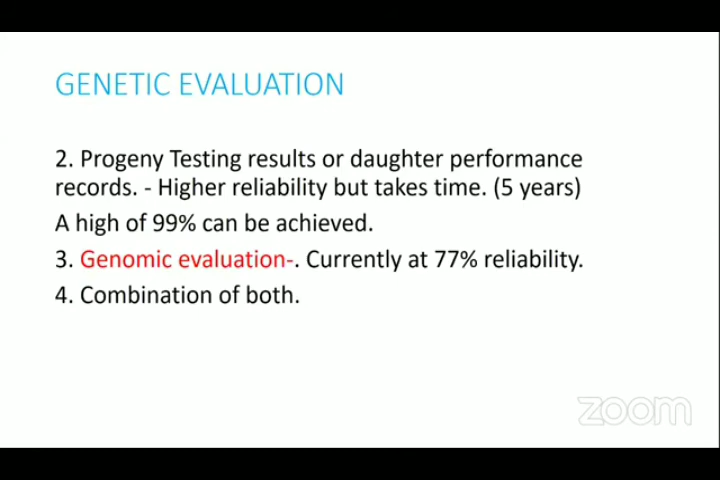 GENETIC EVALUATION
2. Progeny Testing results or daughter performance
records. - Higher reliability but takes time. (5 years)
A high of 99% can be achieved.
3. Genomic evaluation-. Currently at 77% reliability.
4. Combination of both.
zoom